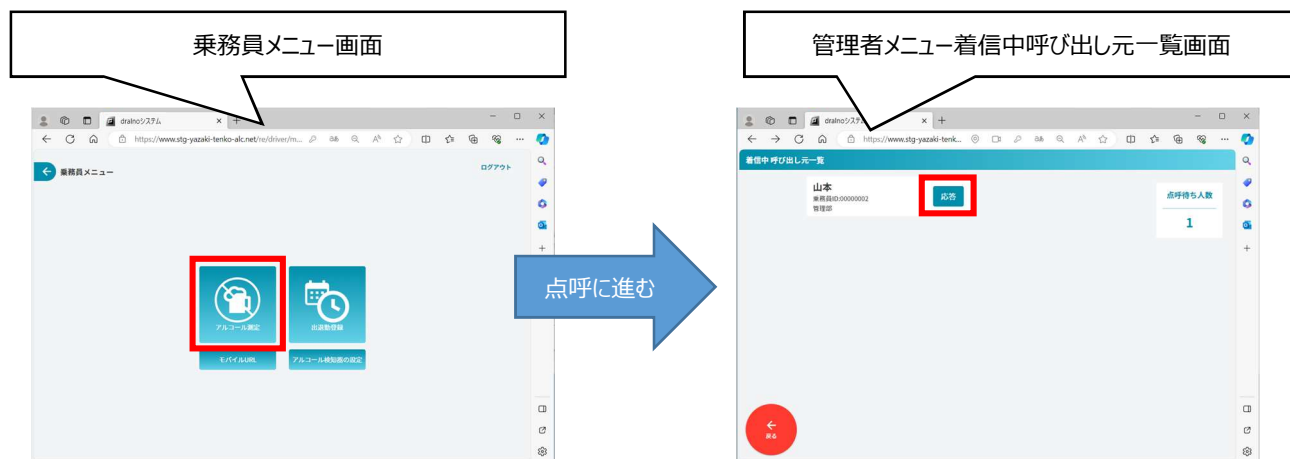 乗務員メニュー画面
管理者メニュー着信中呼び出し元一覧画面
dralnoシステム
https://www.stg-yazaki-tenko-alc.net/re/driver/m...
乗務員メニュー
ログアウト
アルコール測定
出退勤登録
モバイルURL
アルコール検知器の設定
点呼に進む
dralnoシステム
https://www.stg-yazaki-tenk...
着信中 呼び出し元一覧
山本
乗務員ID:00000002
管理部
応答
点呼待ち人数
1
戻る